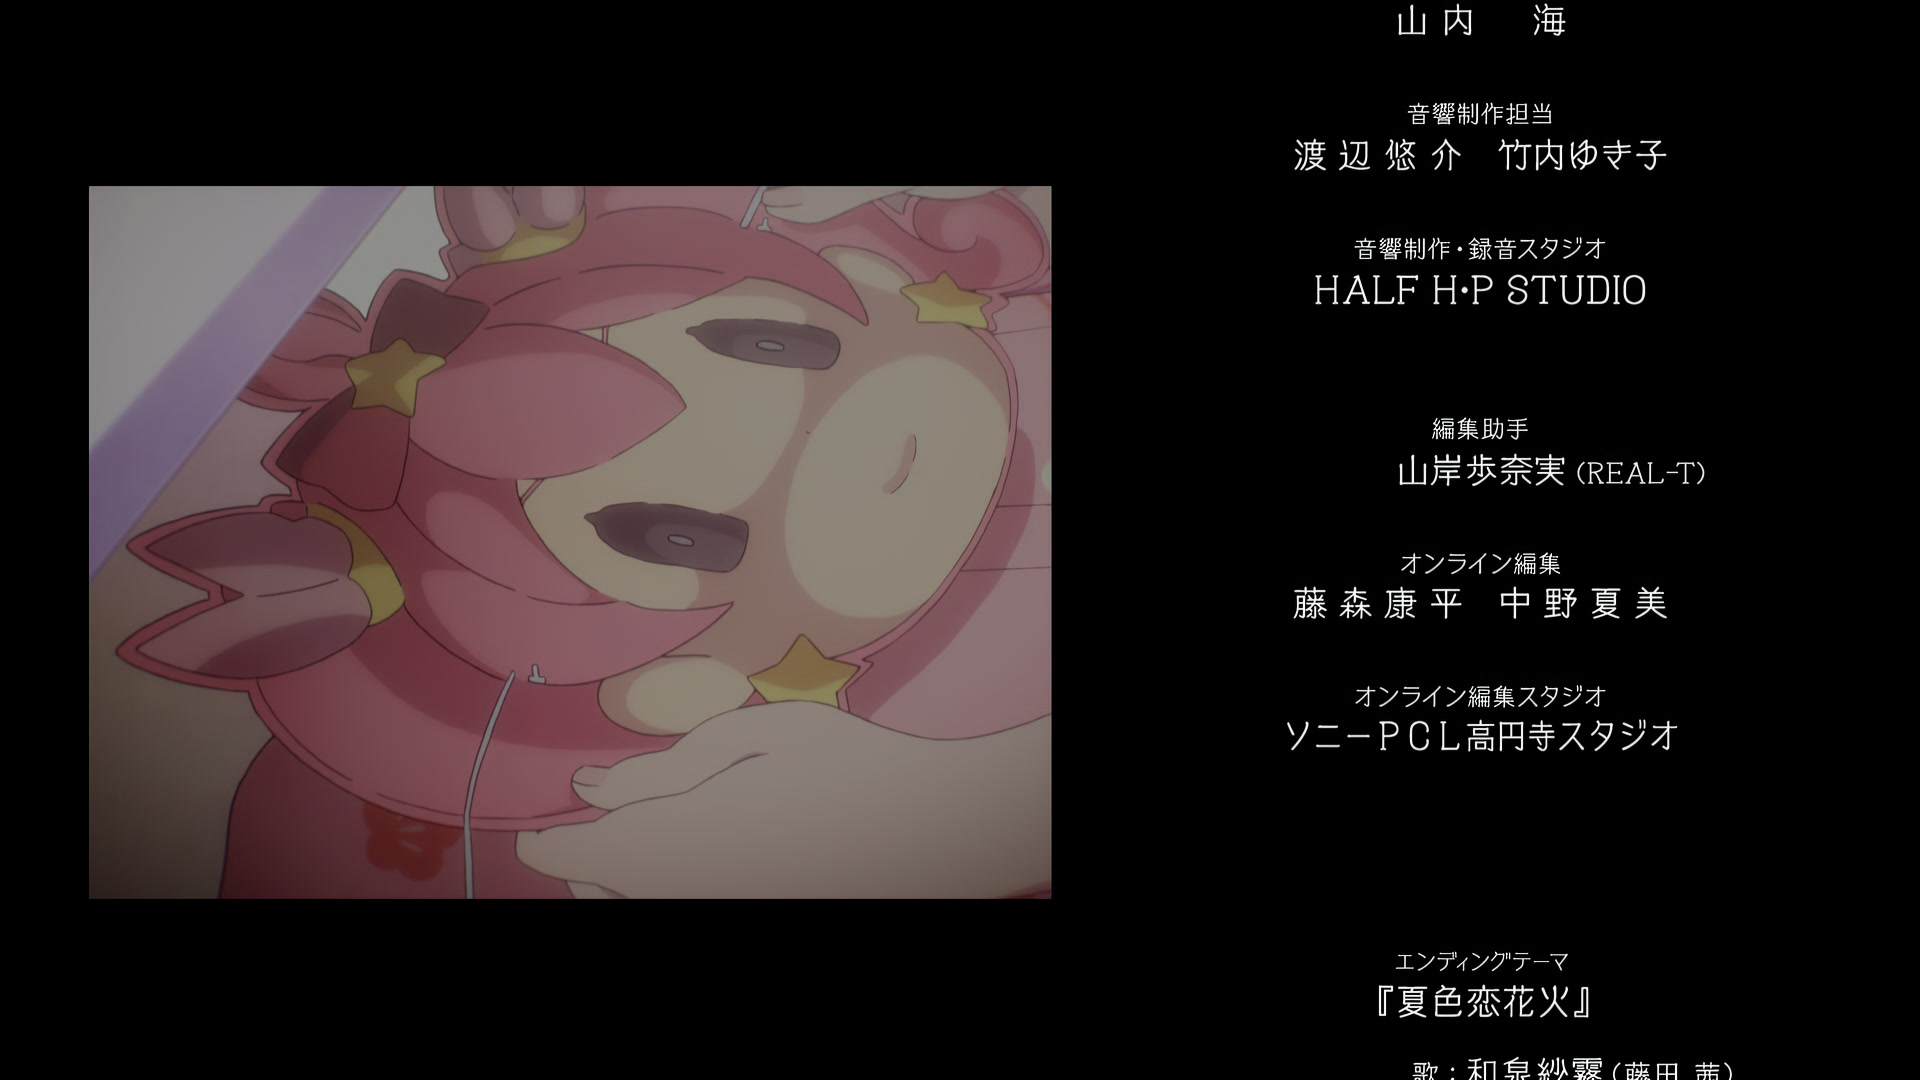 山内　海
音響制作担当
渡辺悠介　竹内ゆき子
音響制作・録音スタジオ
HALF H・P STUDIO
編集助手
山岸歩奈実（REAL-T）
オンライン編集
藤森康平　中野夏美
オンライン編集スタジオ
ソニーPCL高円寺スタジオ
エンディングテーマ
『夏色恋花火』
歌：和泉紗霧（藤田 茜）